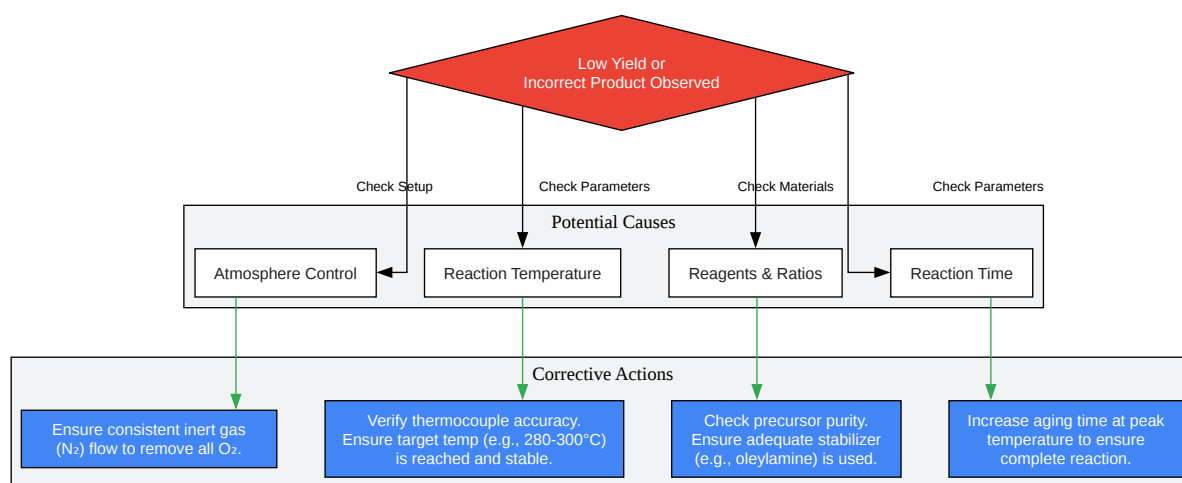 Low Yield or
Incorrect Product Observed
Check Setup
Check Parameters
Check Materials
Check Parameters
Potential Causes
Atmosphere Control
Reaction Temperature
Reagents & Ratios
Reaction Time
Corrective Actions
Ensure consistent inert gas
(N₂) flow to remove all O₂.
Verify thermocouple accuracy.
Ensure target temp (e.g., 280-300°C)
is reached and stable.
Check precursor purity.
Ensure adequate stabilizer
(e.g., oleylamine) is used.
Increase aging time at peak
temperature to ensure
complete reaction.